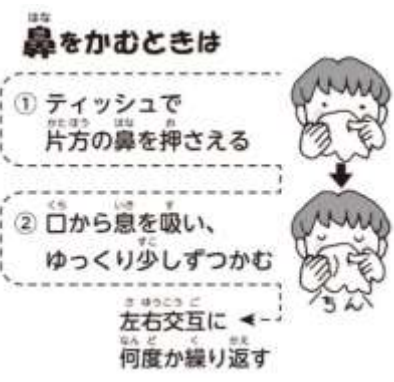 鼻をかむときは
① ティッシュで
片方の鼻を押さえる
② 口から息を吸い、
ゆっくり少しずつかむ
ちん
左右交互に
何度か繰り返す